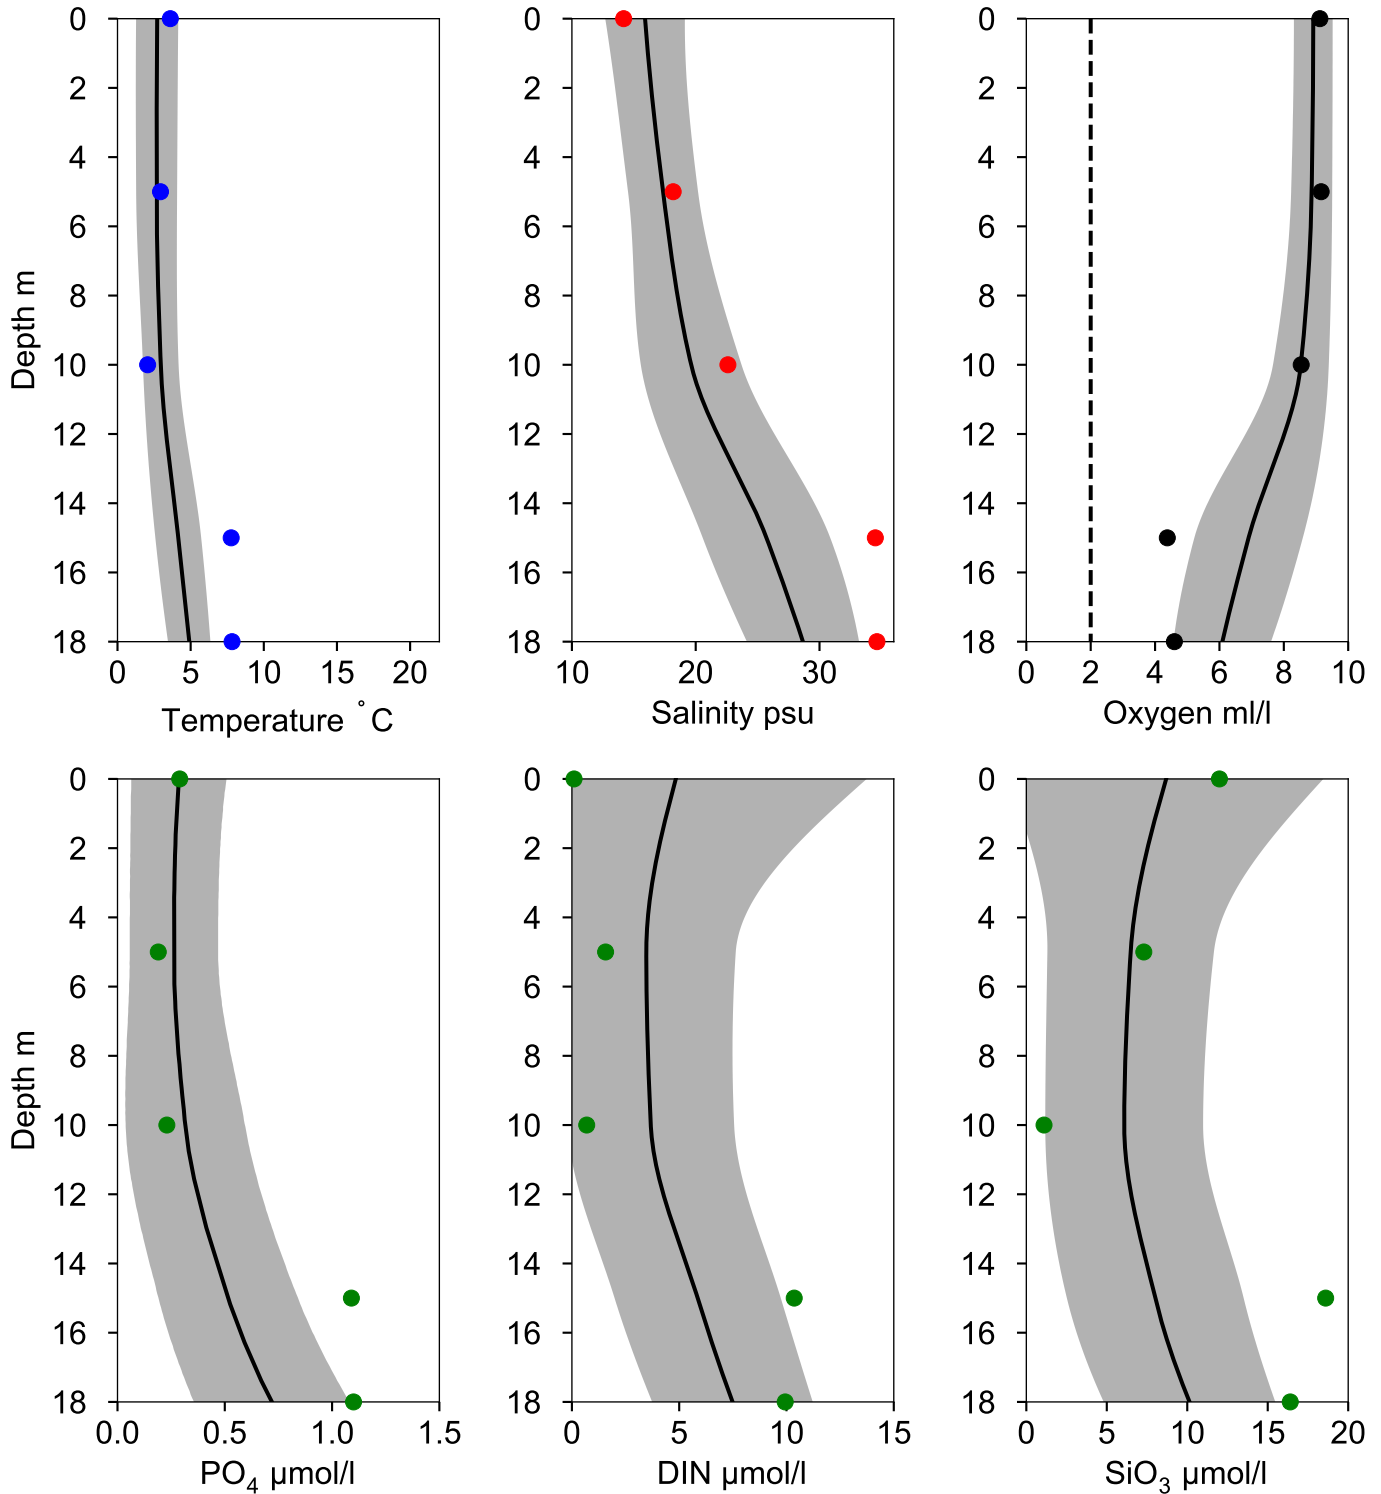 0 0 0
2 2 2
4 4 4
6 6 6
8 8 8
10 10 10
12 12 12
14 14 14
16 16 16
18 18 18
Depth m
0 5 10 15 20 10 20 30 0 2 4 6 8 10
Temperature °C Salinity psu Oxygen ml/l
0 0 0
2 2 2
4 4 4
6 6 6
8 8 8
10 10 10
12 12 12
14 14 14
16 16 16
18 18 18
Depth m
0.0 0.5 1.0 1.5 0 5 10 15 0 5 10 15 20
PO₄ µmol/l DIN µmol/l SiO₃ µmol/l